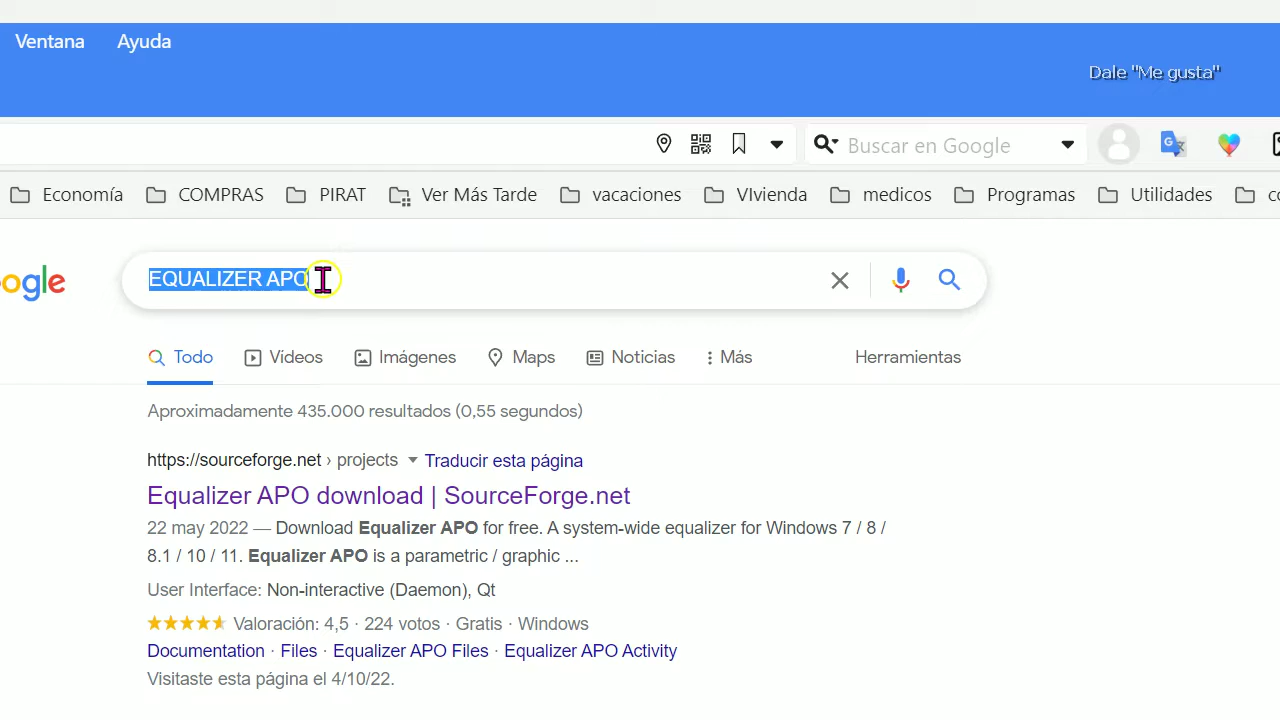 Ventana Ayuda
Dale "Me gusta"
Buscar en Google
Economía COMPRAS PIRAT Ver Más Tarde vacaciones VIvienda medicos Programas Utilidades
ogle EQUALIZER APO
Todo Vídeos Imágenes Maps Noticias Más Herramientas
Aproximadamente 435.000 resultados (0,55 segundos)
https://sourceforge.net › projects Traducir esta página
Equalizer APO download | SourceForge.net
22 may 2022 — Download Equalizer APO for free. A system-wide equalizer for Windows 7 / 8 /
8.1 / 10 / 11. Equalizer APO is a parametric / graphic ...
User Interface: Non-interactive (Daemon), Qt
Valoración: 4,5 · 224 votos · Gratis · Windows
Documentation · Files · Equalizer APO Files · Equalizer APO Activity
Visitaste esta página el 4/10/22.